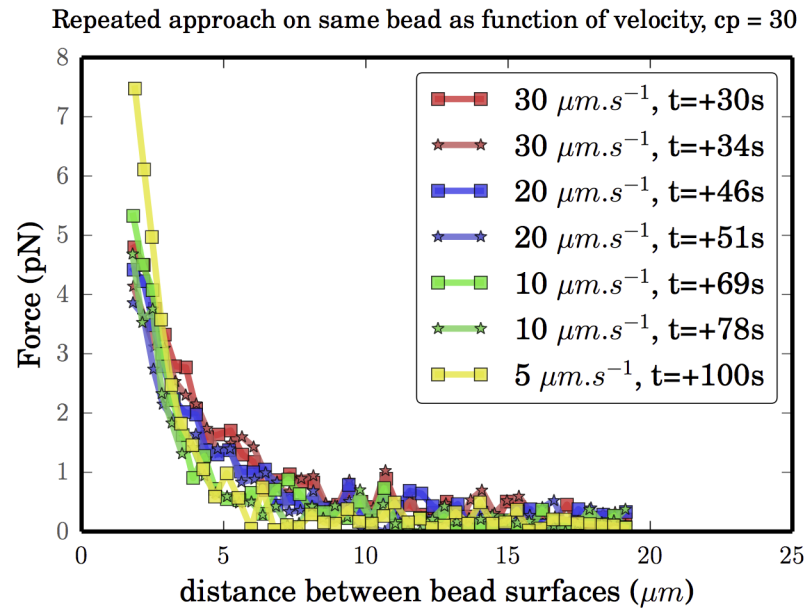 Repeated approach on same bead as function of velocity, cp = 30
8
7
6
5
4
3
2
1
0
Force (pN)
30 μm.s⁻¹, t=+30s
30 μm.s⁻¹, t=+34s
20 μm.s⁻¹, t=+46s
20 μm.s⁻¹, t=+51s
10 μm.s⁻¹, t=+69s
10 μm.s⁻¹, t=+78s
5 μm.s⁻¹, t=+100s
0 5 10 15 20 25
distance between bead surfaces (μm)